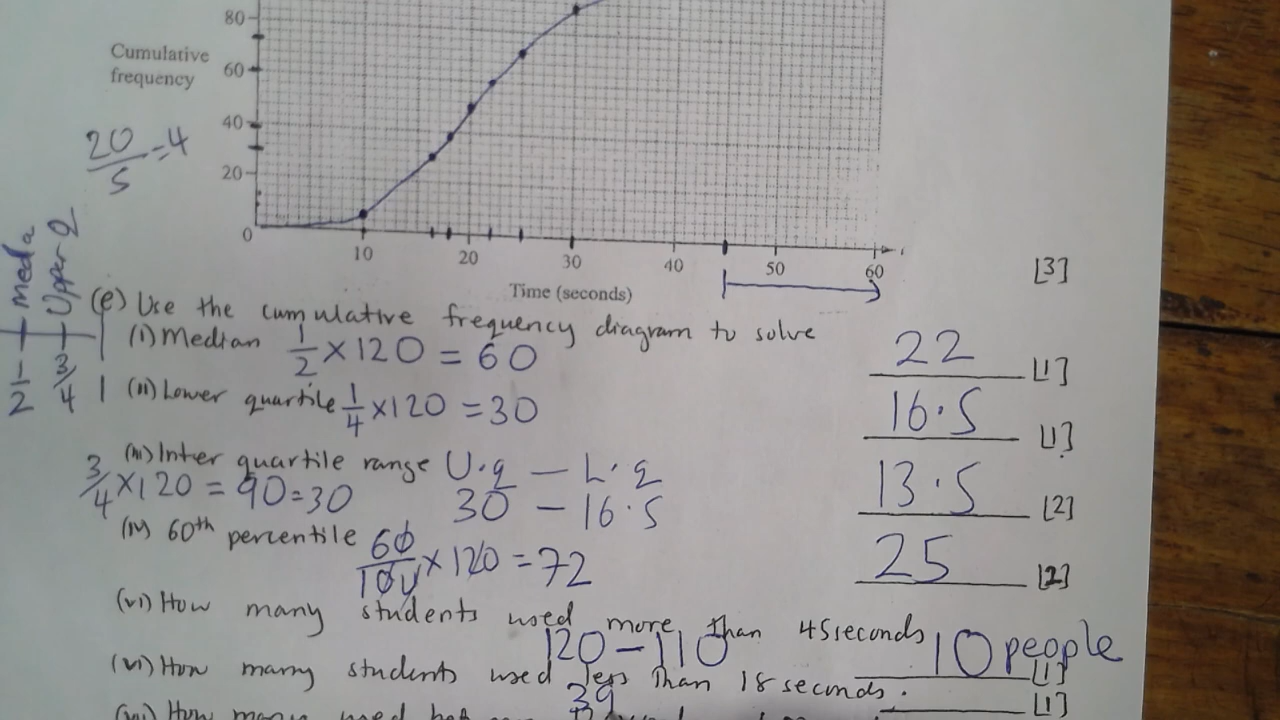 80
Cumulative
frequency
60
40
20/5 = 4
20
0
10 20 30 40 50 60
Time (seconds)
[3]
1/2 — meda
3/4 — Upper Q
(e) Use the cumulative frequency diagram to solve
(i) Median 1/2 × 120 = 60 22 [1]
(ii) Lower quartile 1/4 × 120 = 30 16.5 [1]
(iii) Inter quartile range U.q — L.q 13.5 [2]
3/4 × 120 = 90 = 30 30 — 16.5
(iv) 60th percentile 60/100 × 120 = 72 25 [2]
(vi) How many students used more than 45 seconds 10 people [1]
120 — 110
(vi) How many students used less than 18 seconds. [1]
39
How many used